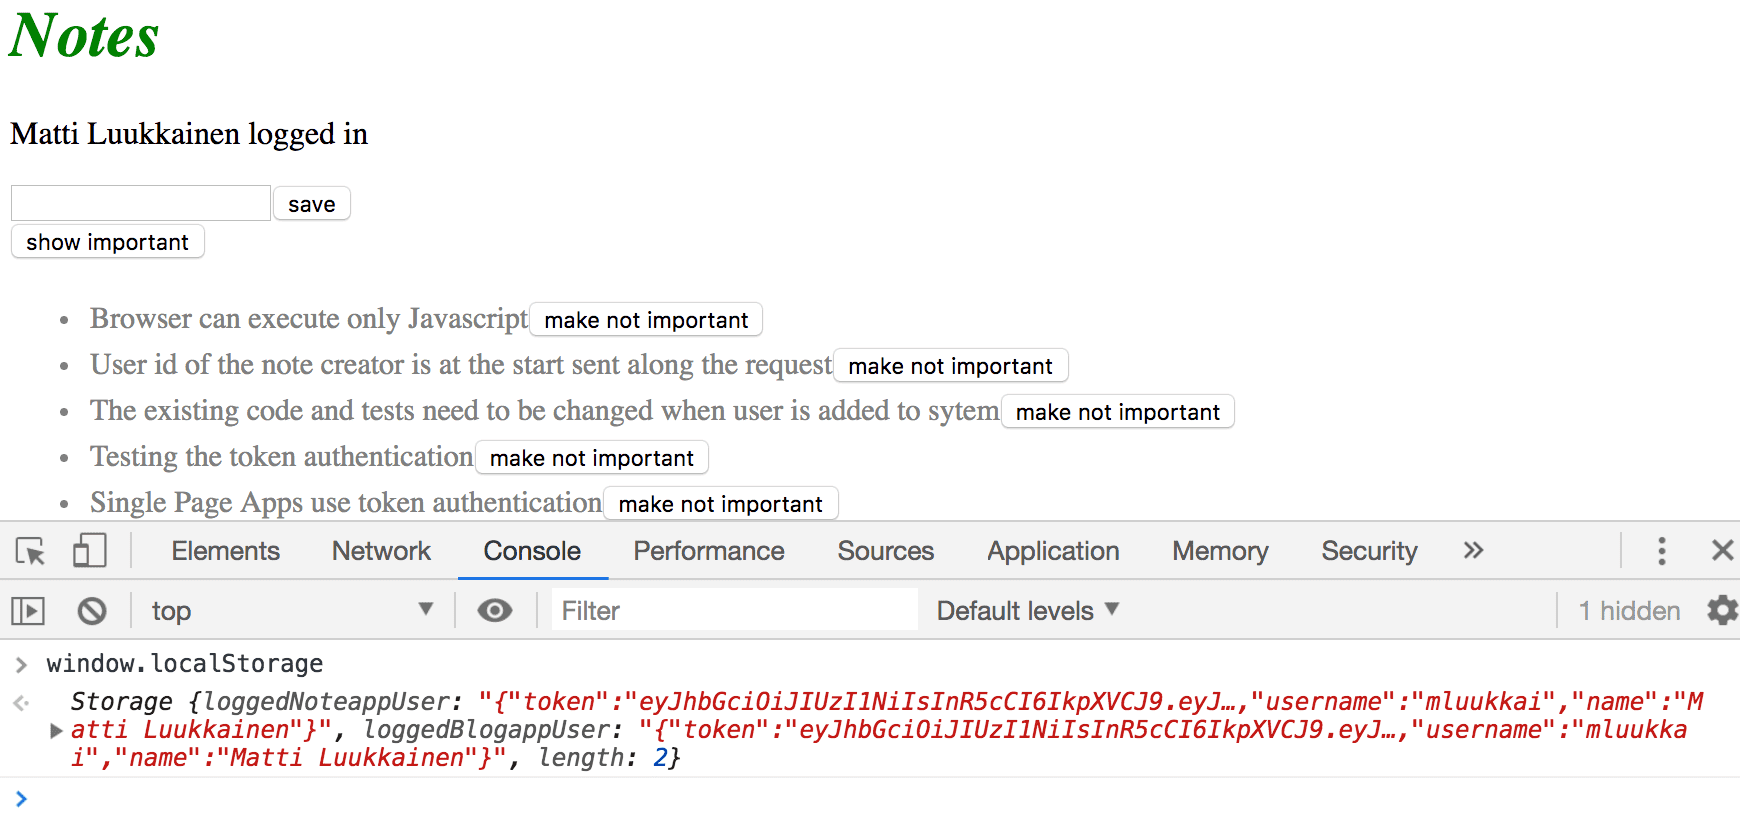 Notes
Matti Luukkainen logged in
save
show important
• Browser can execute only Javascript make not important
• User id of the note creator is at the start sent along the request make not important
• The existing code and tests need to be changed when user is added to sytem make not important
• Testing the token authentication make not important
• Single Page Apps use token authentication make not important
Elements Network Console Performance Sources Application Memory Security »
top Filter Default levels 1 hidden
> window.localStorage
Storage {loggedNoteappUser: "{"token":"eyJhbGciOiJIUzI1NiIsInR5cCI6IkpXVCJ9.eyJ…,"username":"mluukkai","name":"M
atti Luukkainen"}", loggedBlogappUser: "{"token":"eyJhbGciOiJIUzI1NiIsInR5cCI6IkpXVCJ9.eyJ…,"username":"mluukka
i","name":"Matti Luukkainen"}", length: 2}
>